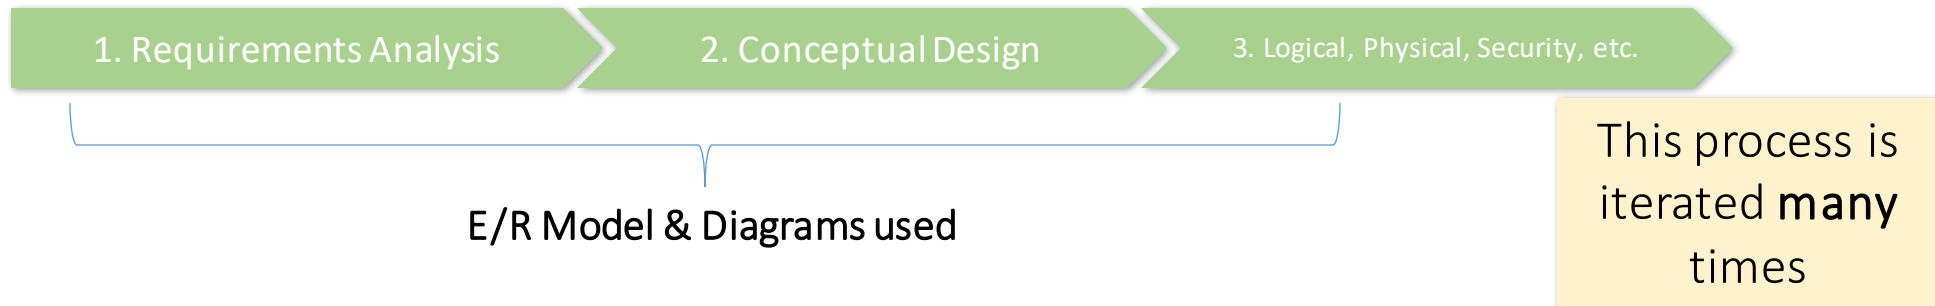 1. Requirements Analysis
2. Conceptual Design
3. Logical, Physical, Security, etc.
E/R Model & Diagrams used
This process is
iterated many
times